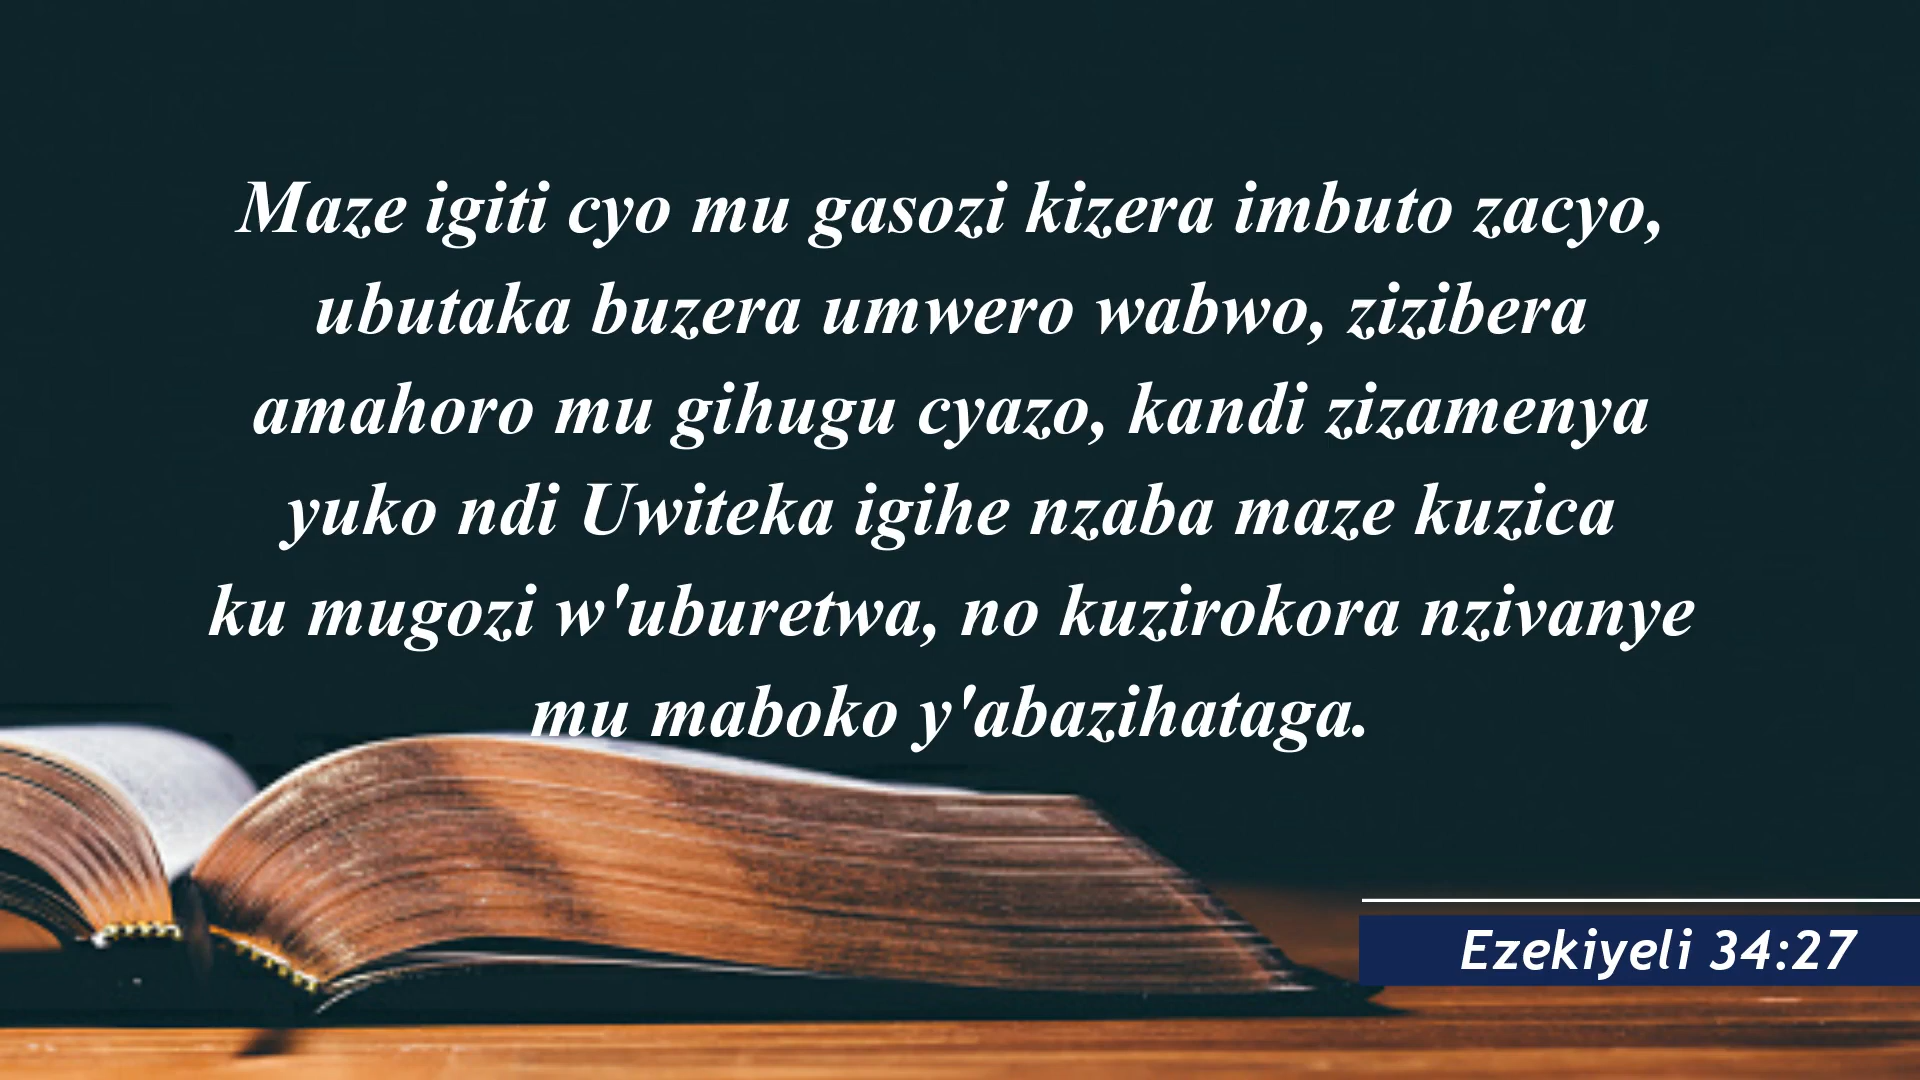 Maze igiti cyo mu gasozi kizera imbuto zacyo,
ubutaka buzera umwero wabwo, zizibera
amahoro mu gihugu cyazo, kandi zizamenya
yuko ndi Uwiteka igihe nzaba maze kuzica
ku mugozi w'uburetwa, no kuzirokora nzivanye
mu maboko y'abazihataga.
Ezekiyeli 34:27